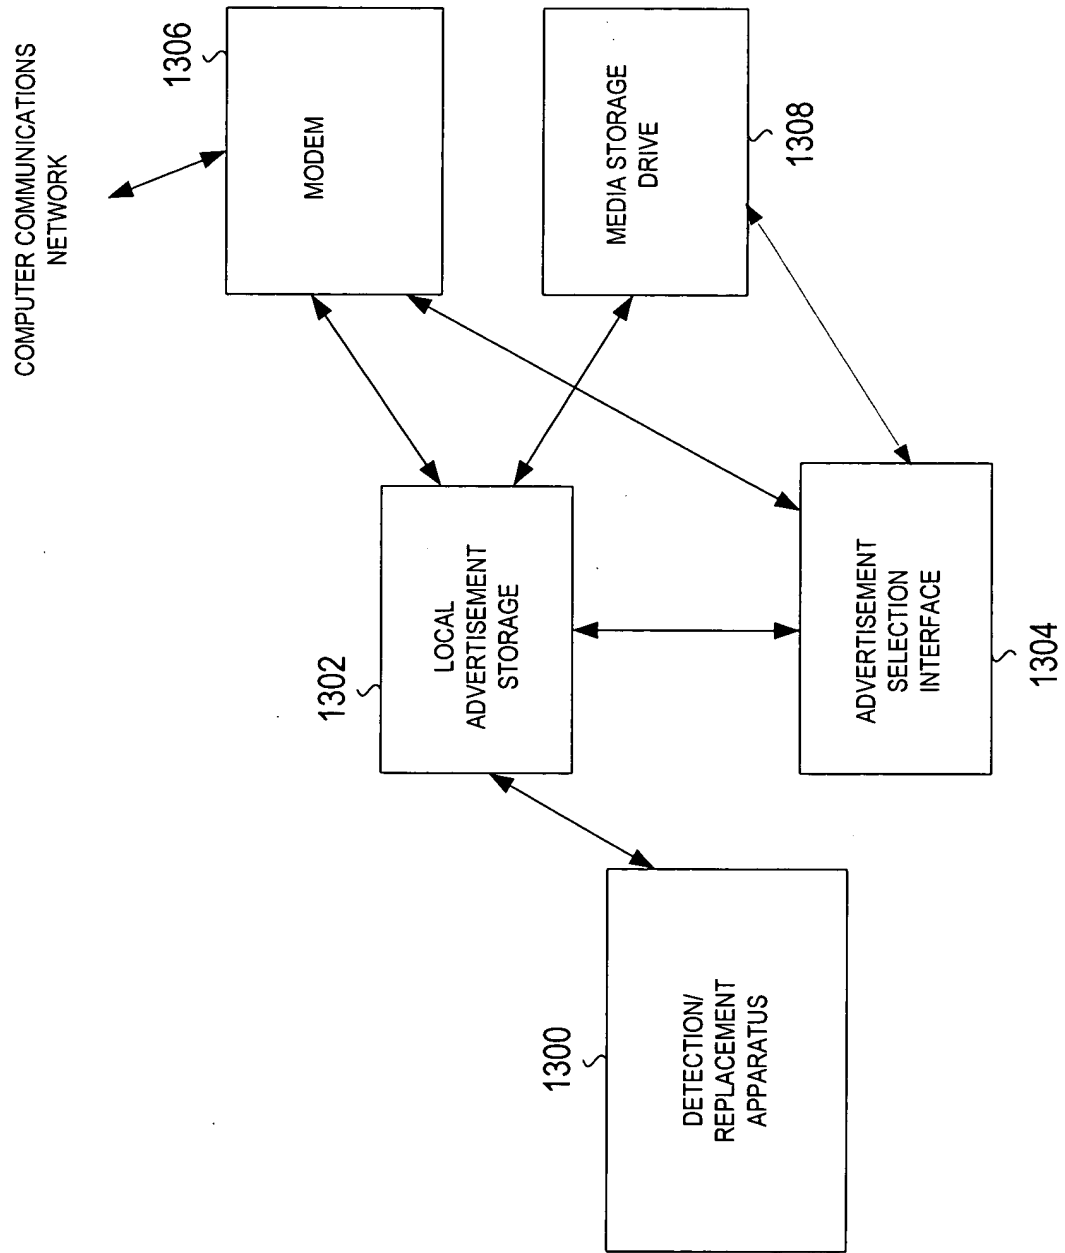 COMPUTER COMMUNICATIONS
NETWORK
1306
MODEM
MEDIA STORAGE
DRIVE
1308
1302
LOCAL
ADVERTISEMENT
STORAGE
ADVERTISEMENT
SELECTION
INTERFACE
1304
1300
DETECTION/
REPLACEMENT
APPARATUS